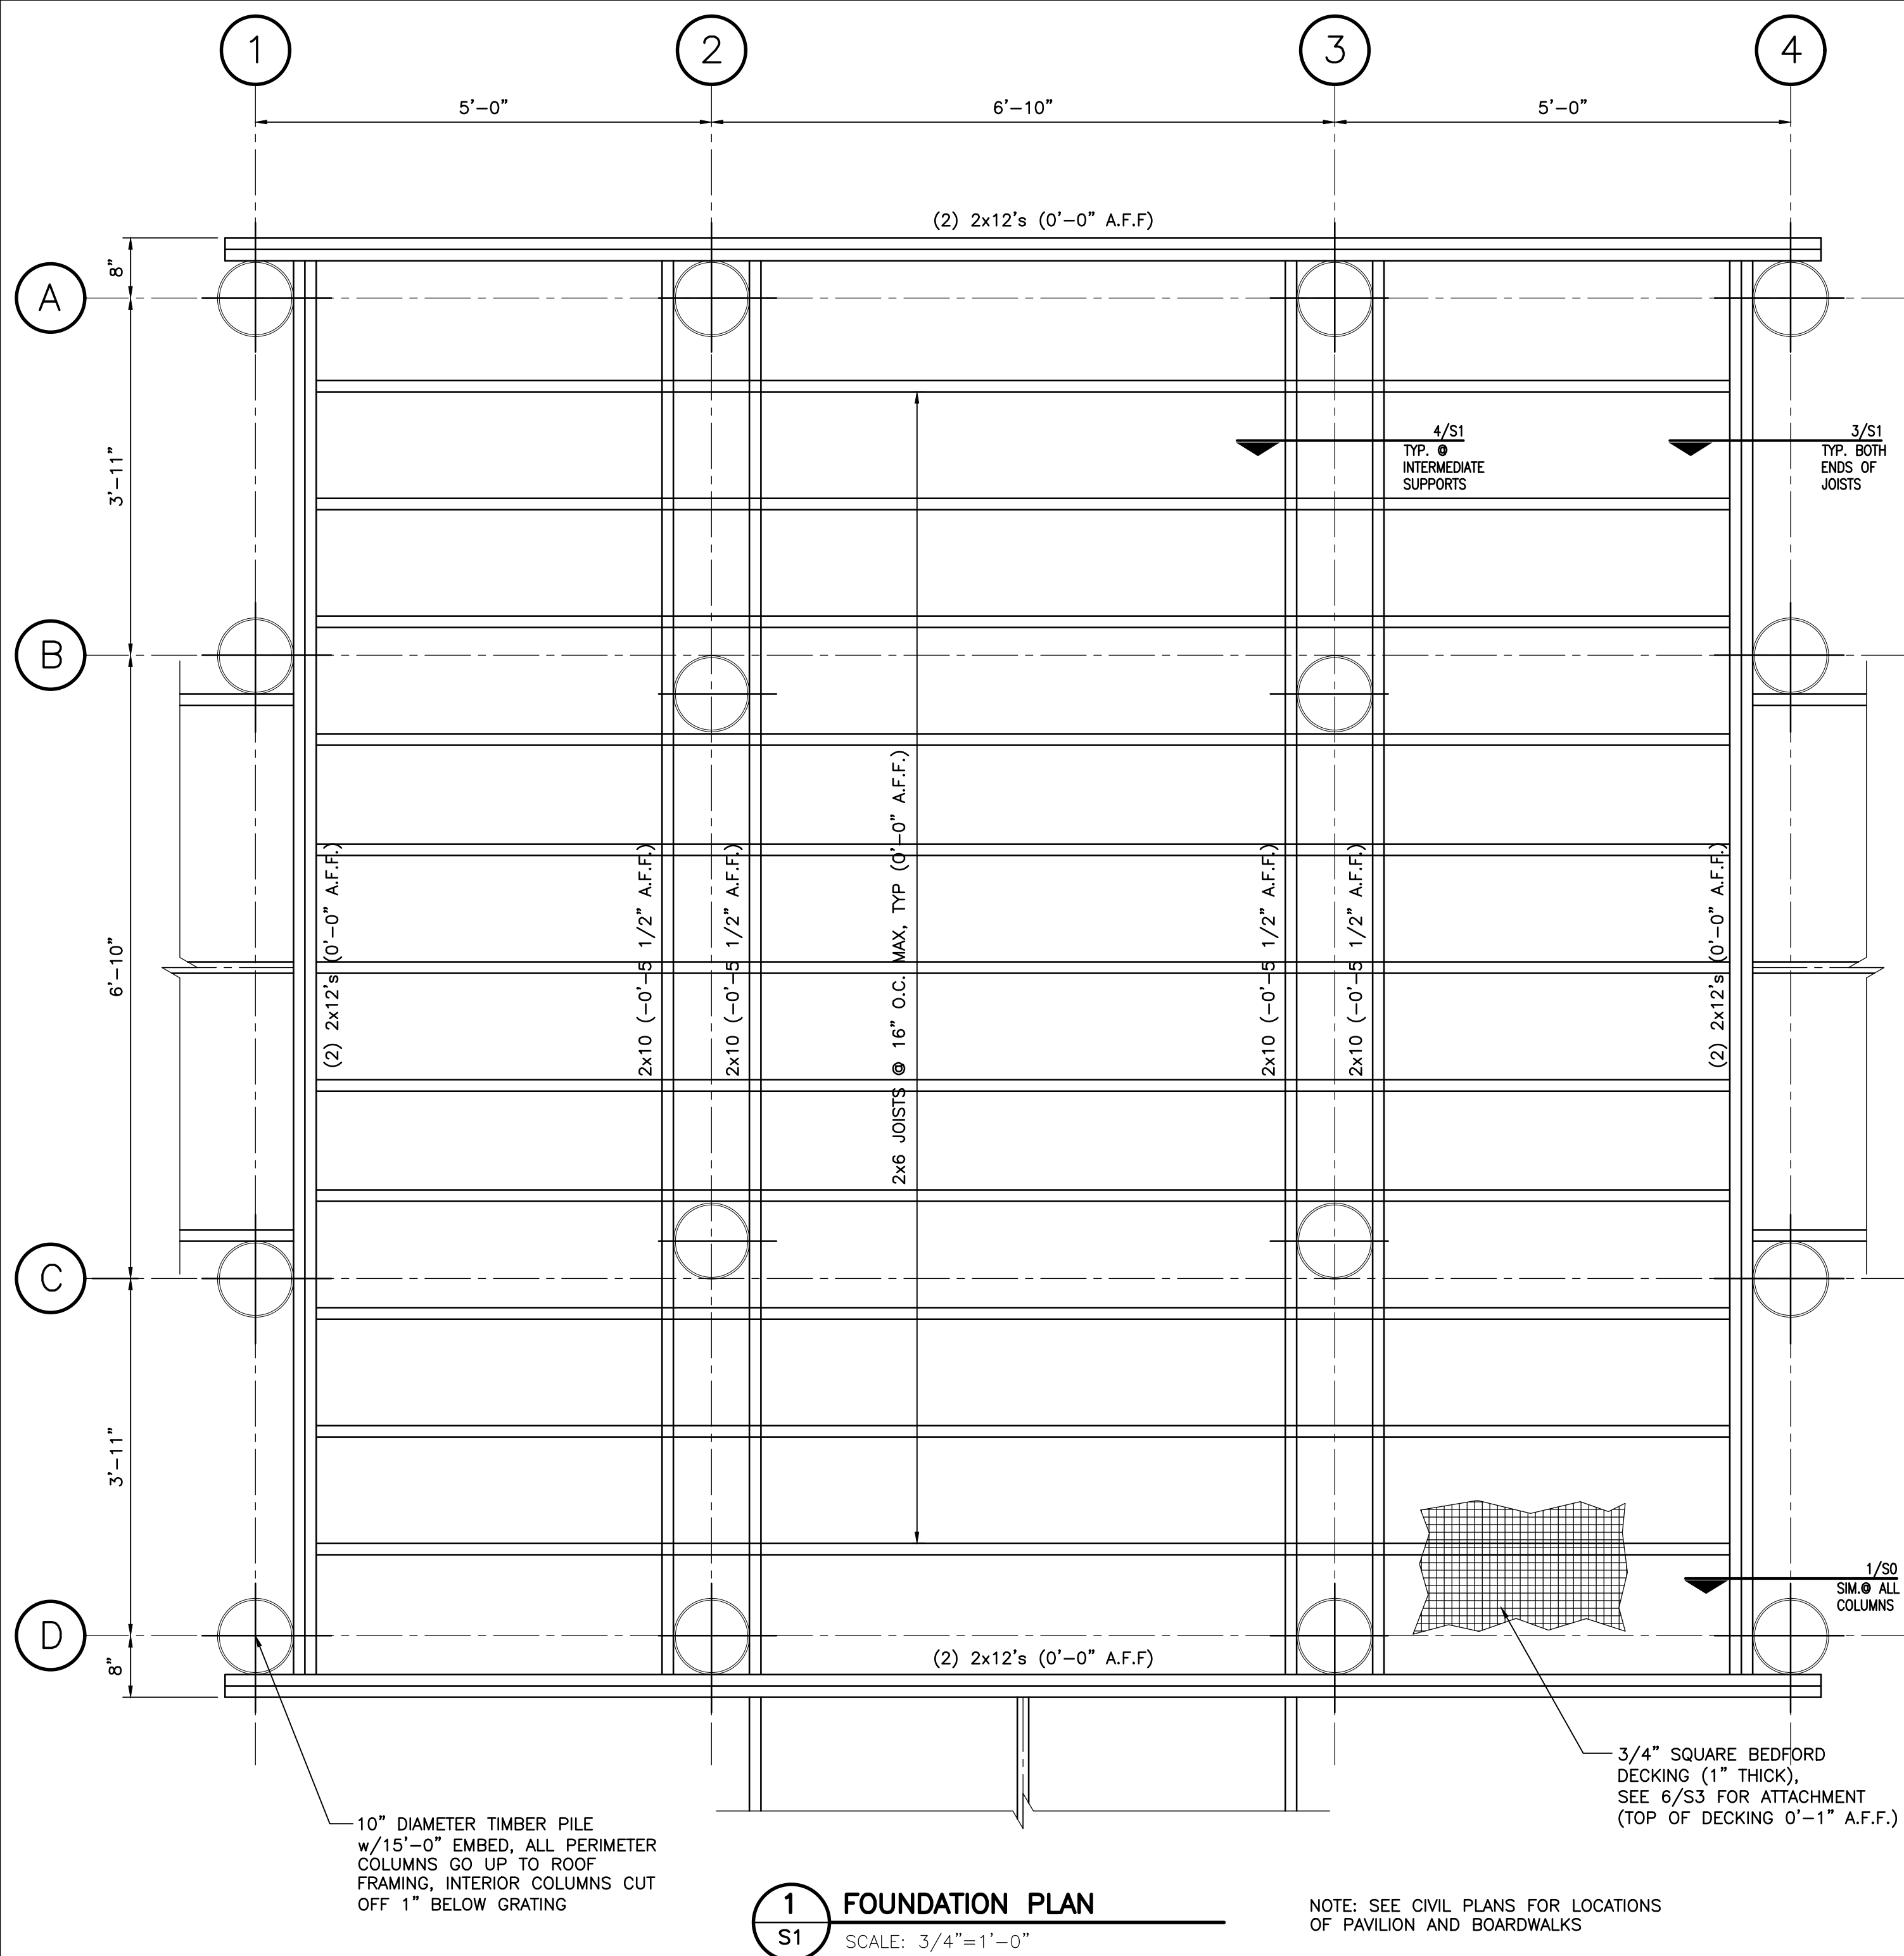 1
2
3
4
5'-0"
6'-10"
5'-0"
(2) 2x12's (0'-0" A.F.F)
8"
A
3'-11"
4/S1
TYP. @
INTERMEDIATE
SUPPORTS
3/S1
TYP. BOTH
ENDS OF
JOISTS
B
6'-10"
(2) 2x12's (0'-0" A.F.F.)
2x10 (-0'-5 1/2" A.F.F.)
2x10 (-0'-5 1/2" A.F.F.)
2x6 JOISTS @ 16" O.C. MAX, TYP (0'-0" A.F.F.)
2x10 (-0'-5 1/2" A.F.F.)
2x10 (-0'-5 1/2" A.F.F.)
(2) 2x12's (0'-0" A.F.F.)
C
3'-11"
1/S0
SIM.@ ALL
COLUMNS
D
8"
(2) 2x12's (0'-0" A.F.F)
3/4" SQUARE BEDFORD
DECKING (1" THICK),
SEE 6/S3 FOR ATTACHMENT
(TOP OF DECKING 0'-1" A.F.F.)
10" DIAMETER TIMBER PILE
w/15'-0" EMBED, ALL PERIMETER
COLUMNS GO UP TO ROOF
FRAMING, INTERIOR COLUMNS CUT
OFF 1" BELOW GRATING
1
S1
FOUNDATION PLAN
SCALE: 3/4"=1'-0"
NOTE: SEE CIVIL PLANS FOR LOCATIONS
OF PAVILION AND BOARDWALKS